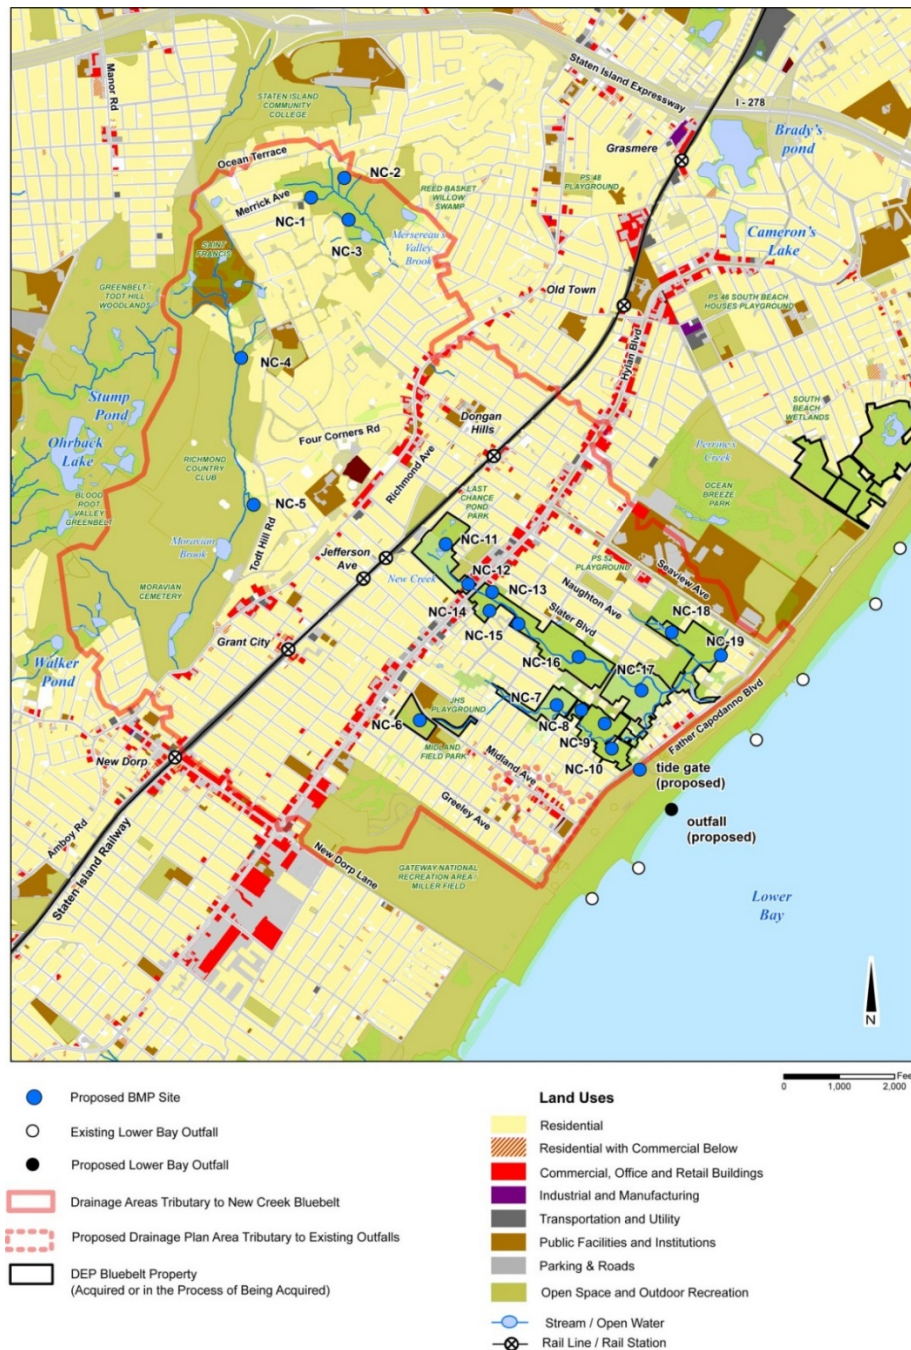 Manor Rd
Staten Island Expressway
I - 278
STATEN ISLAND
COMMUNITY
COLLEGE
Grasmere
Brady's
pond
Ocean Terrace
NC-2
PS 48
PLAYGROUND
Merrick Ave
NC-1
REED BASKET
WILLOW
SWAMP
NC-3
Mersereau's
Valley
Brook
Cameron's
Lake
SAINT
FRANCIS
GREENBELT /
TODT HILL
WOODLANDS
Old Town
PS 46 SOUTH BEACH
HOUSES PLAYGROUND
Hylan Blvd
NC-4
Stump
Pond
Dongan
Hills
SOUTH
BEACH
WETLANDS
Ohrback
Lake
Four Corners Rd
Richmond Ave
Perrine's
Creek
RICHMOND
COUNTRY
CLUB
OCEAN
BREEZE
PARK
BLOOD
ROOT
VALLEY
GREENBELT
NC-5
LAST
CHANCE
POND
PARK
Todt Hill Rd
Moravian
Brook
NC-11
Jefferson
Ave
PS 52
PLAYGROUND
Seaview Ave
New Creek
NC-12
NC-13
Naughton Ave
MORAVIAN
CEMETERY
NC-14
Slater Blvd
NC-18
NC-15
NC-19
Grant City
Walker
Pond
NC-16
NC-17
JHS
PLAYGROUND
NC-7
Father Capodanno Blvd
NC-6
NC-8
MIDLAND
FIELD PARK
NC-9
New Dorp
Midland Ave
NC-10
tide gate
(proposed)
Greeley Ave
outfall
(proposed)
Amboy Rd
Staten Island Railway
New Dorp Lane
GATEWAY NATIONAL
RECREATION AREA /
MILLER FIELD
Lower
Bay
N
Feet
0 1,000 2,000
Proposed BMP Site
Existing Lower Bay Outfall
Proposed Lower Bay Outfall
Drainage Areas Tributary to New Creek Bluebelt
Proposed Drainage Plan Area Tributary to Existing Outfalls
DEP Bluebelt Property
(Acquired or in the Process of Being Acquired)
Land Uses
Residential
Residential with Commercial Below
Commercial, Office and Retail Buildings
Industrial and Manufacturing
Transportation and Utility
Public Facilities and Institutions
Parking & Roads
Open Space and Outdoor Recreation
Stream / Open Water
Rail Line / Rail Station